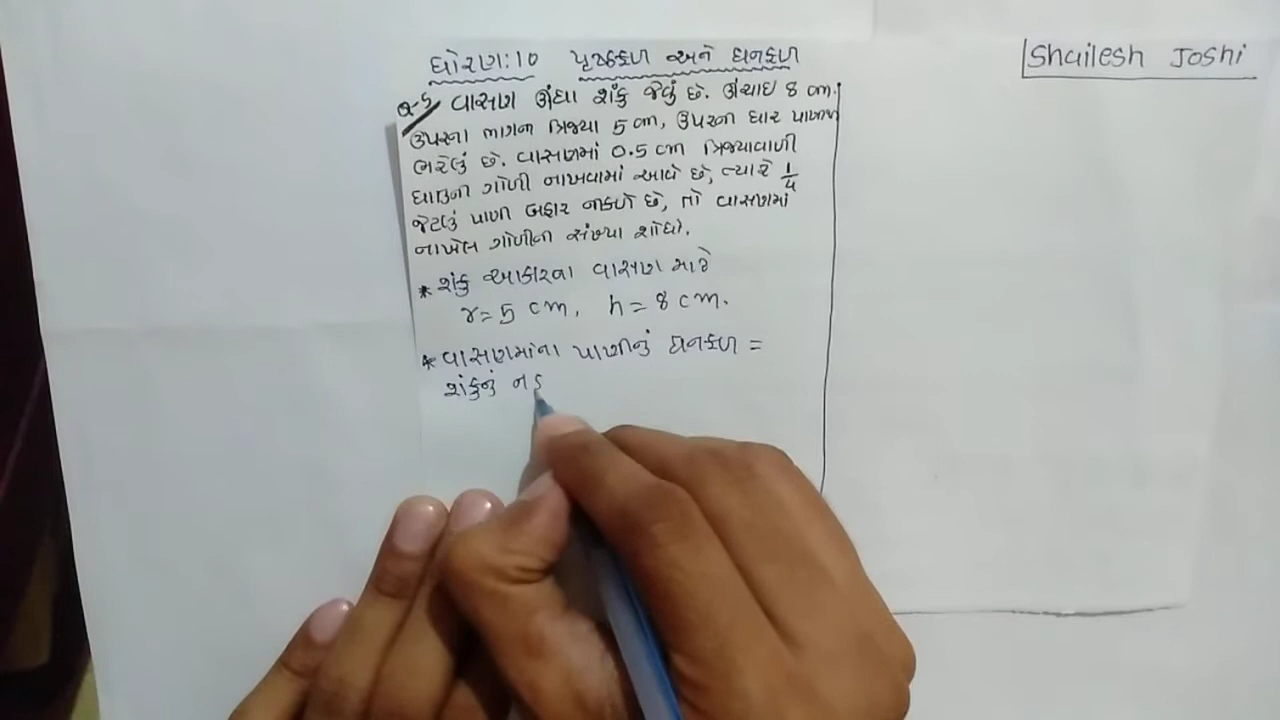 ધોરણ:10 પૃષ્ઠફળ અને ઘનફળ
Shailesh Joshi
Q-5 વાસણ ઊંધા શંકુ જેવું છે. ઊંચાઇ 8 cm.
ઉપરના ભાગના ત્રિજ્યા 5 cm, ઉપરની ધાર પાણીથી
ભરેલું છે. વાસણમાં 0.5 cm ત્રિજ્યાવાળી
ધાતુની ગોળી નાખવામાં આવે છે, ત્યારે 1/4
જેટલું પાણી બહાર નીકળે છે, તો વાસણમાં
નાખેલ ગોળીની સંખ્યા શોધો.
* શંકુ આકારના વાસણ માટે
r = 5 cm, h = 8 cm.
* વાસણમાંના પાણીનું ઘનફળ =
શંકુનું